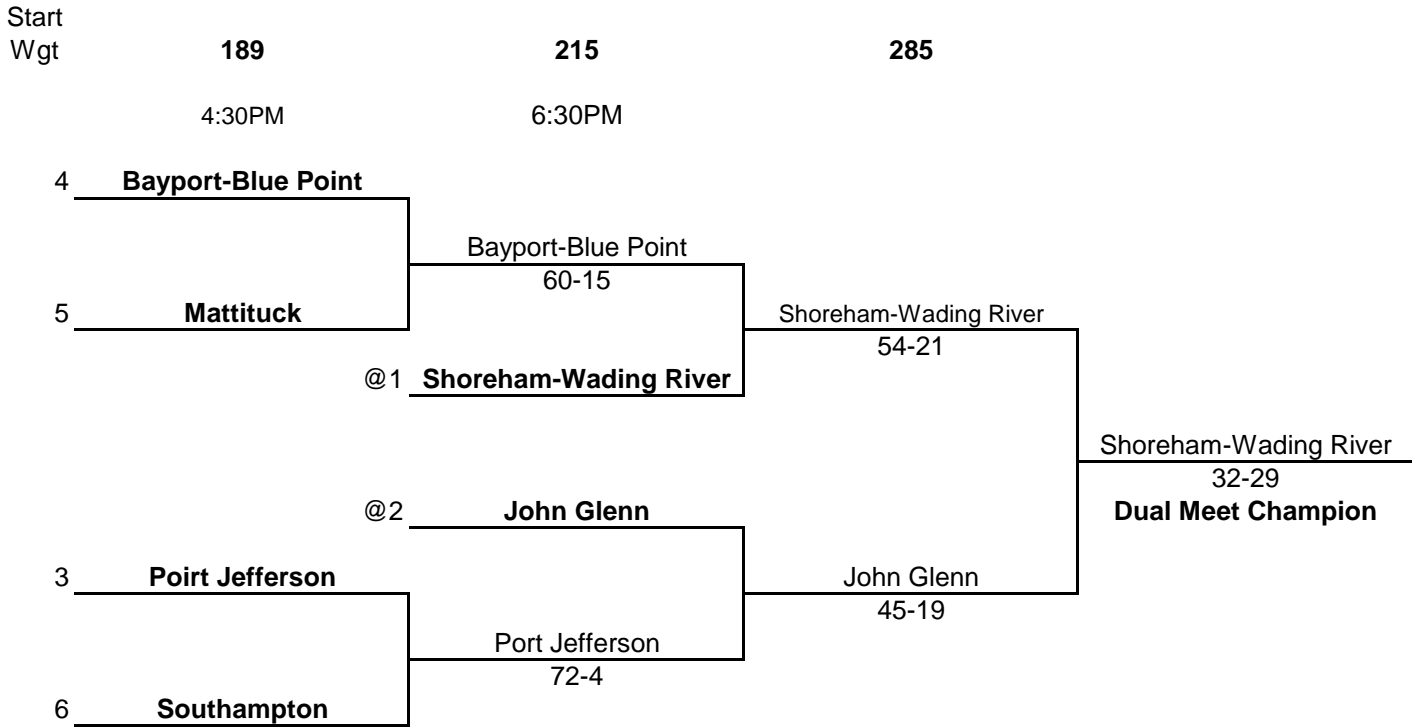 Start
Wgt 189 215 285
4:30PM 6:30PM
4 Bayport-Blue Point
Bayport-Blue Point
60-15
5 Mattituck Shoreham-Wading River
54-21
@1 Shoreham-Wading River
Shoreham-Wading River
32-29
@2 John Glenn Dual Meet Champion
3 Poirt Jefferson John Glenn
45-19
Port Jefferson
72-4
6 Southampton